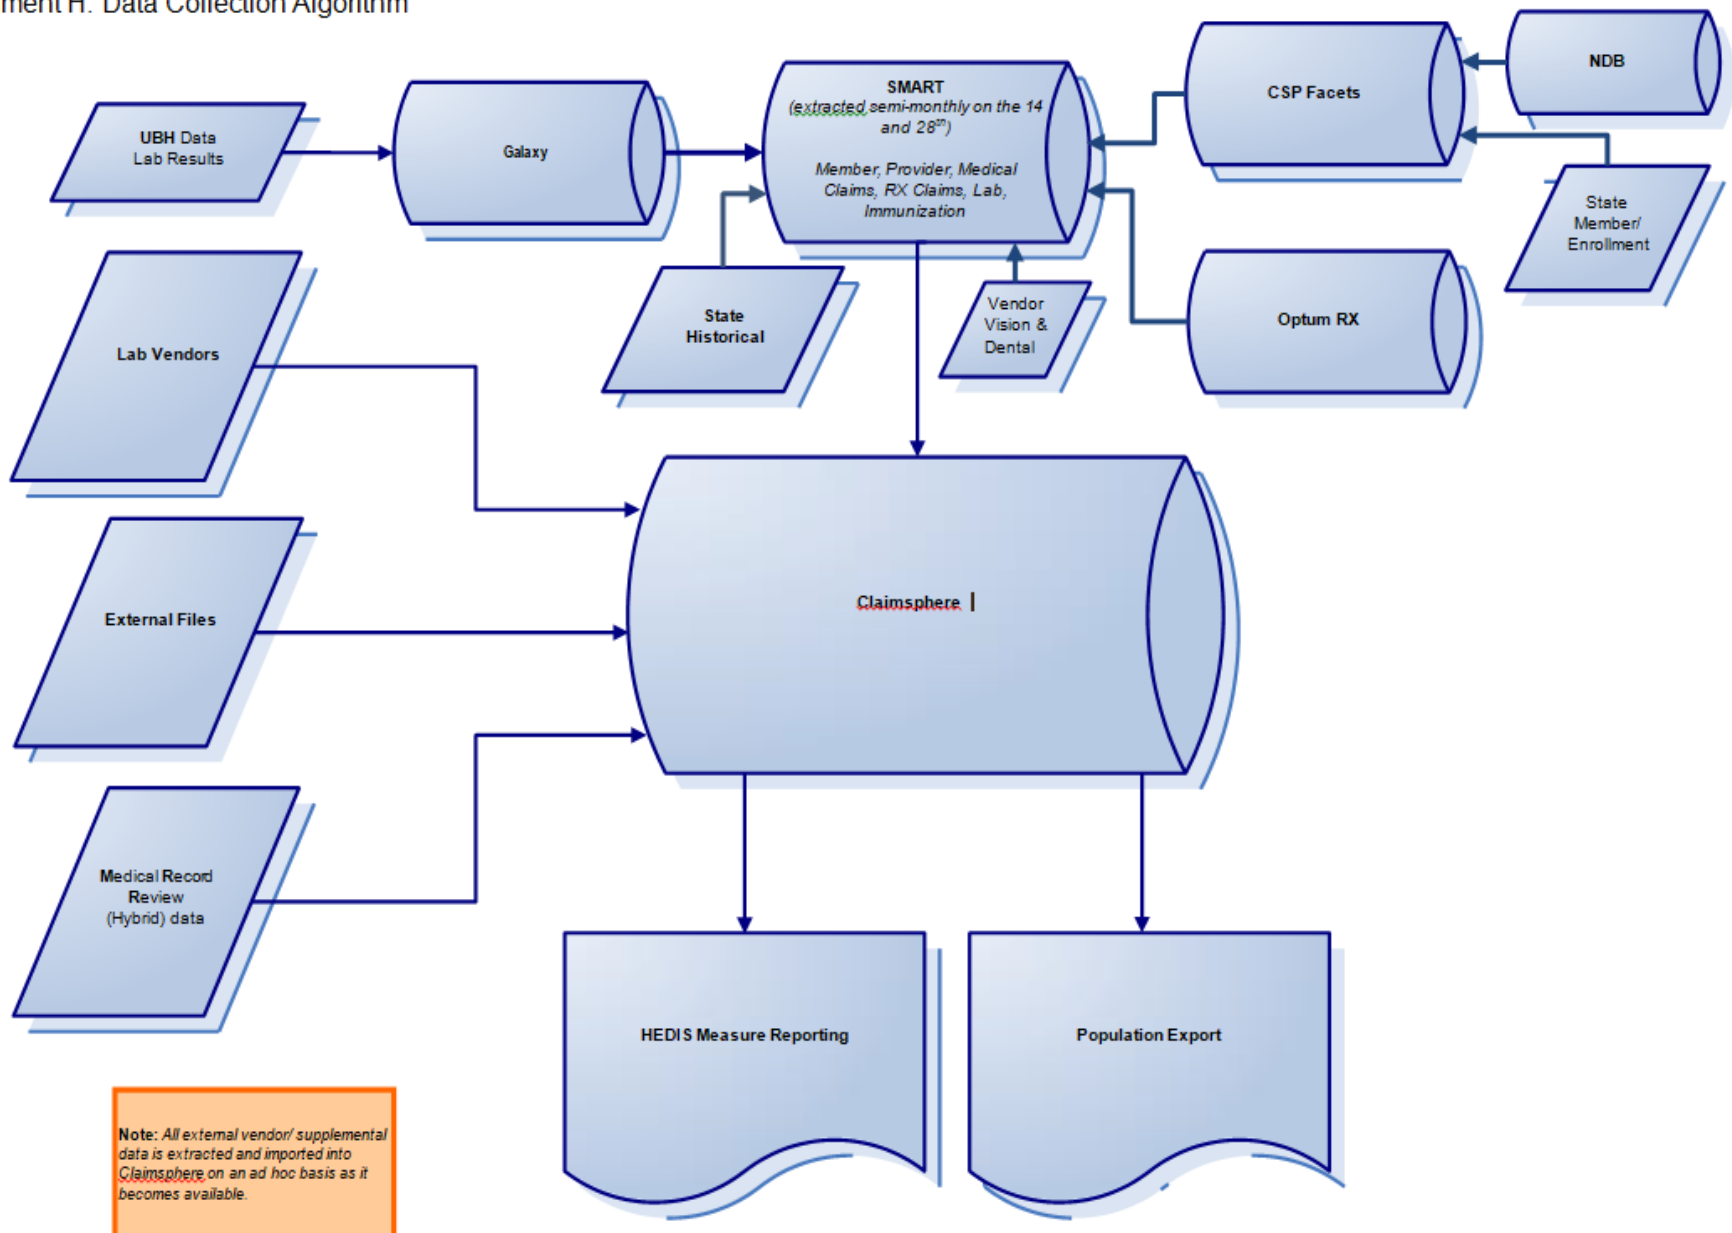 ment H: Data Collection Algorithm
UBH Data
Lab Results
Galaxy
SMART
(extracted semi-monthly on the 14
and 28th)
Member, Provider, Medical
Claims, RX Claims, Lab,
Immunization
CSP Facets
NDB
State
Member/
Enrollment
State
Historical
Vendor
Vision &
Dental
Optum RX
Lab Vendors
External Files
Claimsphere
Medical Record
Review
(Hybrid) data
HEDIS Measure Reporting
Population Export
Note: All external vendor/ supplemental
data is extracted and imported into
Claimsphere on an ad hoc basis as it
becomes available.